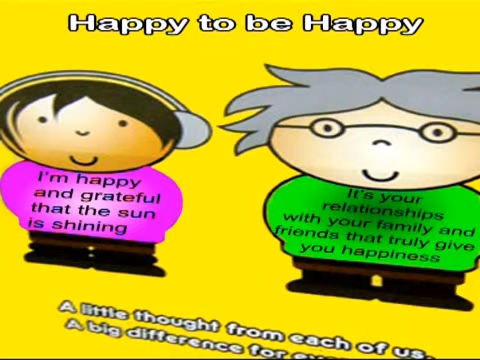 Happy to be Happy
I'm happy
and grateful
that the sun
is shining
It's your
relationships
with your family and
friends that truly give
you happiness
A little thought from each of us,
A big difference for